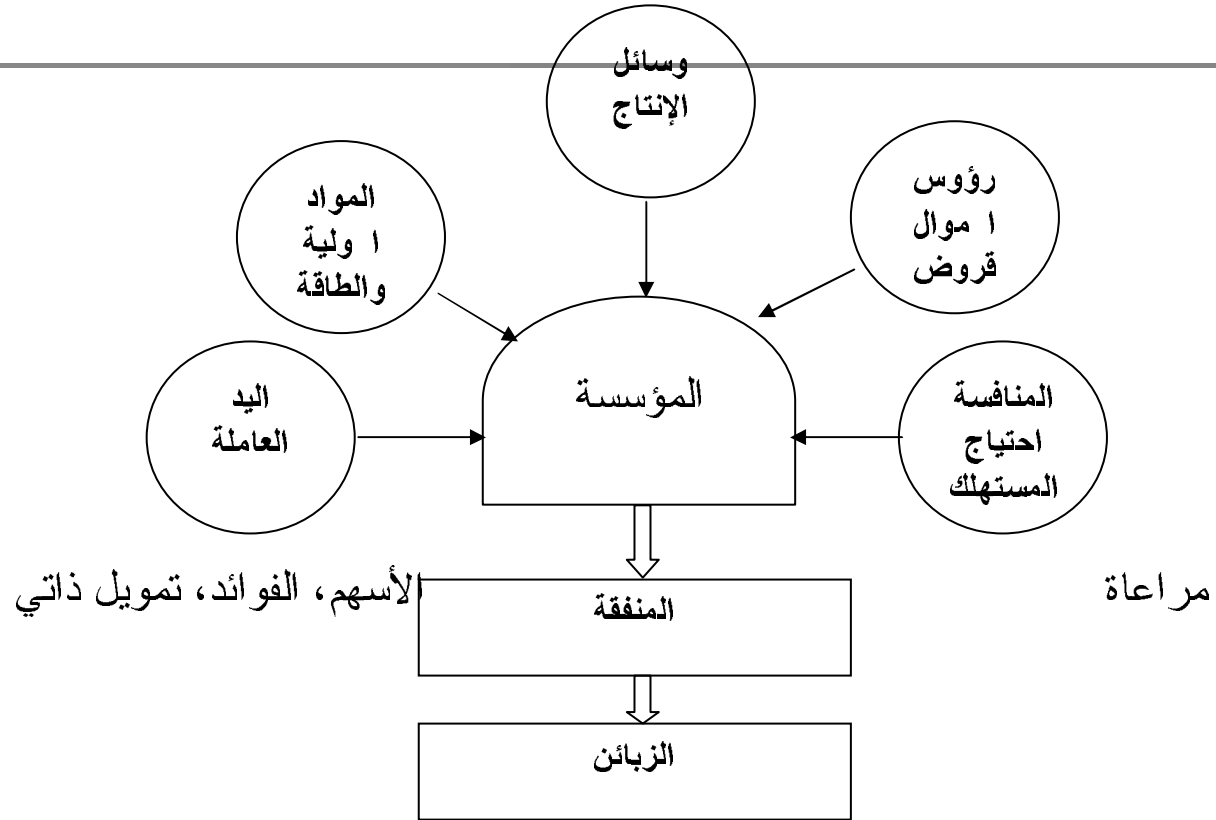 وسائل
الإنتاج
رؤوس
ا موال
قروض
المواد
ا ولية
والطاقة
المؤسسة
المنافسة
احتياج
المستهلك
اليد
العاملة
مراعاة
الأسهم، الفوائد، تمويل ذاتي
المنفقة
الزبائن